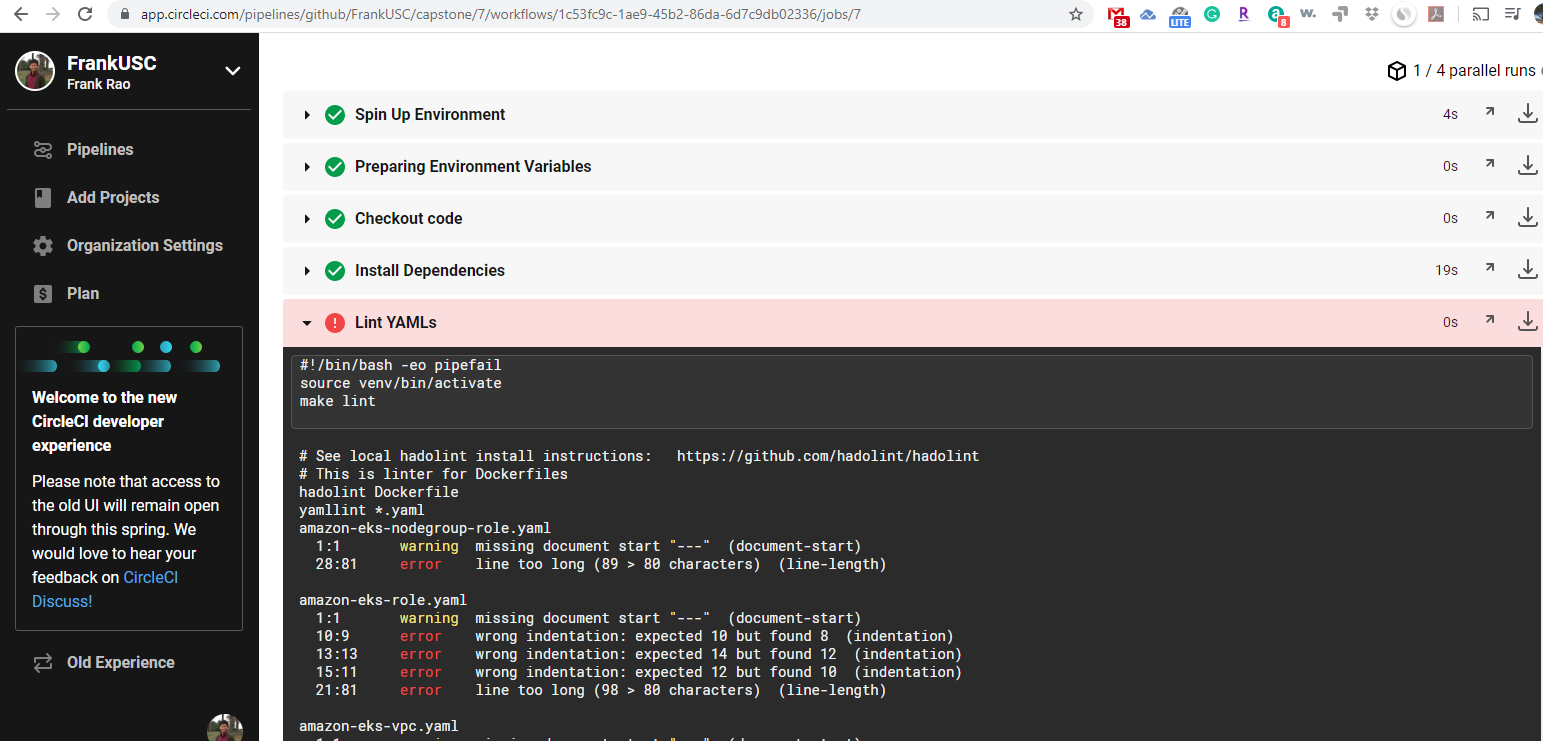 app.circleci.com/pipelines/github/FrankUSC/capstone/7/workflows/1c53fc9c-1ae9-45b2-86da-6d7c9db02336/jobs/7
38
LITE
G
R
a
8
w.
FrankUSC
Frank Rao
Pipelines
Add Projects
Organization Settings
$
Plan
Welcome to the new
CircleCI developer
experience
Please note that access to
the old UI will remain open
through this spring. We
would love to hear your
feedback on CircleCI
Discuss!
Old Experience
1 / 4 parallel runs
Spin Up Environment 4s
Preparing Environment Variables 0s
Checkout code 0s
Install Dependencies 19s
Lint YAMLs 0s
#!/bin/bash -eo pipefail
source venv/bin/activate
make lint
# See local hadolint install instructions:   https://github.com/hadolint/hadolint
# This is linter for Dockerfiles
hadolint Dockerfile
yamllint *.yaml
amazon-eks-nodegroup-role.yaml
1:1 warning missing document start "---" (document-start)
28:81 error line too long (89 > 80 characters) (line-length)
amazon-eks-role.yaml
1:1 warning missing document start "---" (document-start)
10:9 error wrong indentation: expected 10 but found 8 (indentation)
13:13 error wrong indentation: expected 14 but found 12 (indentation)
15:11 error wrong indentation: expected 12 but found 10 (indentation)
21:81 error line too long (98 > 80 characters) (line-length)
amazon-eks-vpc.yaml